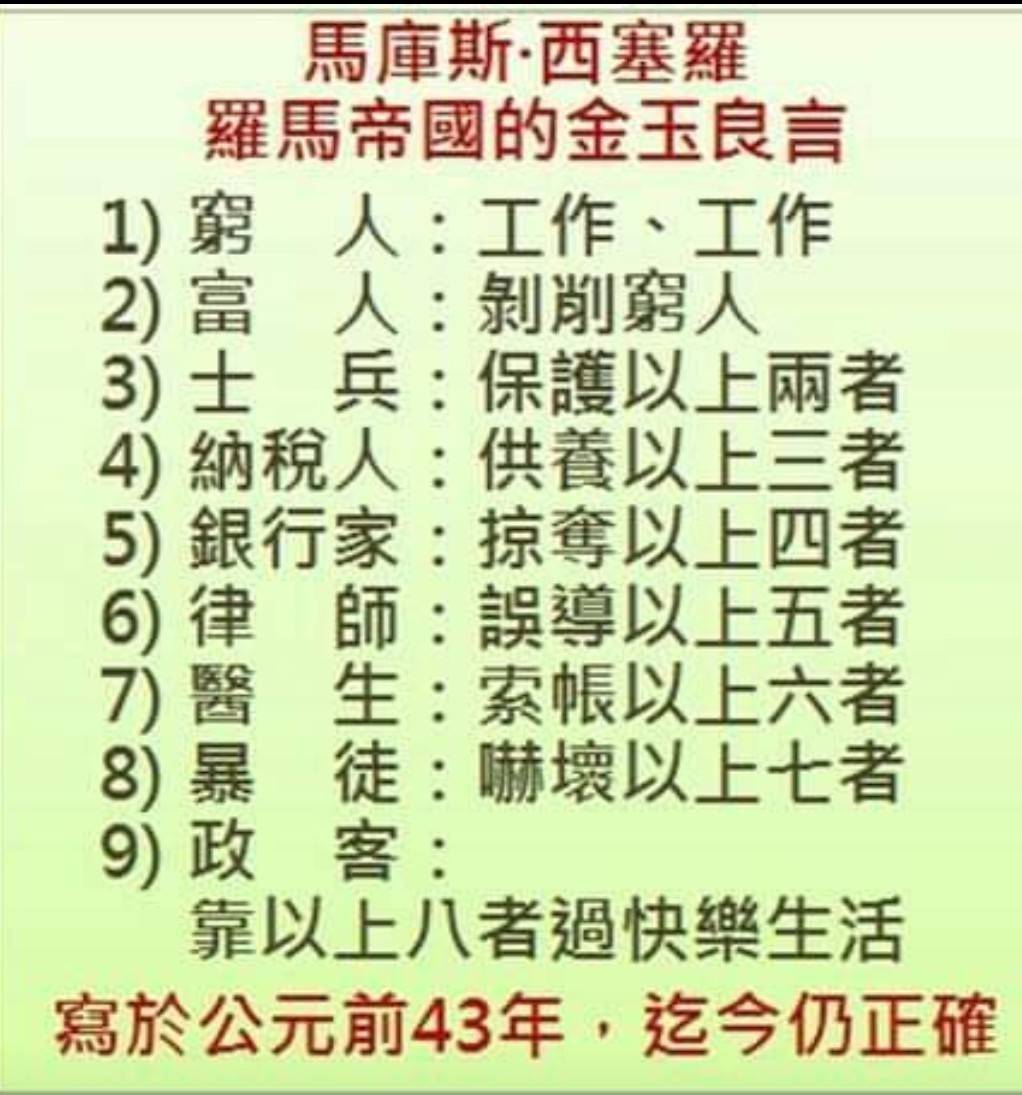 馬庫斯·西塞羅
羅馬帝國的金玉良言
1) 窮　人：工作、工作
2) 富　人：剝削窮人
3) 士　兵：保護以上兩者
4) 納稅人：供養以上三者
5) 銀行家：掠奪以上四者
6) 律　師：誤導以上五者
7) 醫　生：索帳以上六者
8) 暴　徒：嚇壞以上七者
9) 政　客：
靠以上八者過快樂生活
寫於公元前43年，迄今仍正確